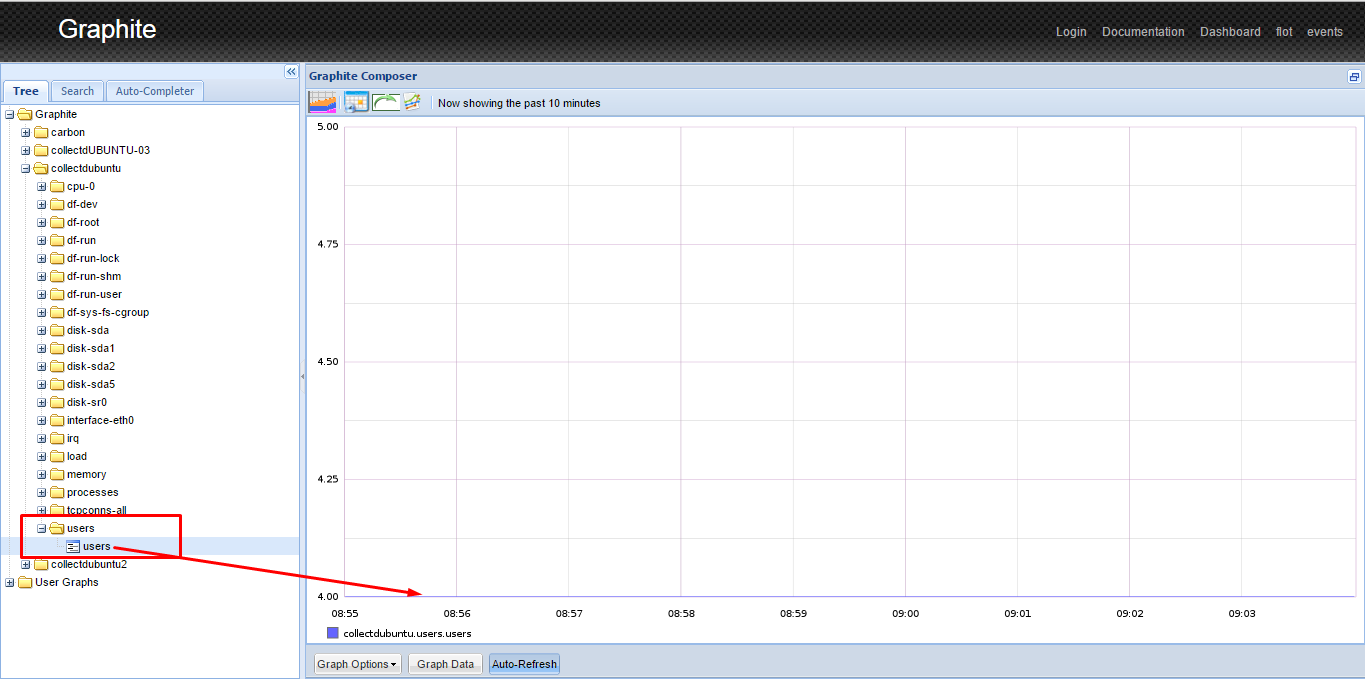 Graphite
Login Documentation Dashboard flot events
Tree Search Auto-Completer
Graphite
carbon
collectdUBUNTU-03
collectdubuntu
cpu-0
df-dev
df-root
df-run
df-run-lock
df-run-shm
df-run-user
df-sys-fs-cgroup
disk-sda
disk-sda1
disk-sda2
disk-sda5
disk-sr0
interface-eth0
irq
load
memory
processes
tcpconns-all
users
users
collectdubuntu2
User Graphs
Graphite Composer
Now showing the past 10 minutes
5.00
4.75
4.50
4.25
4.00
08:55 08:56 08:57 08:58 08:59 09:00 09:01 09:02 09:03
collectdubuntu.users.users
Graph Options Graph Data Auto-Refresh